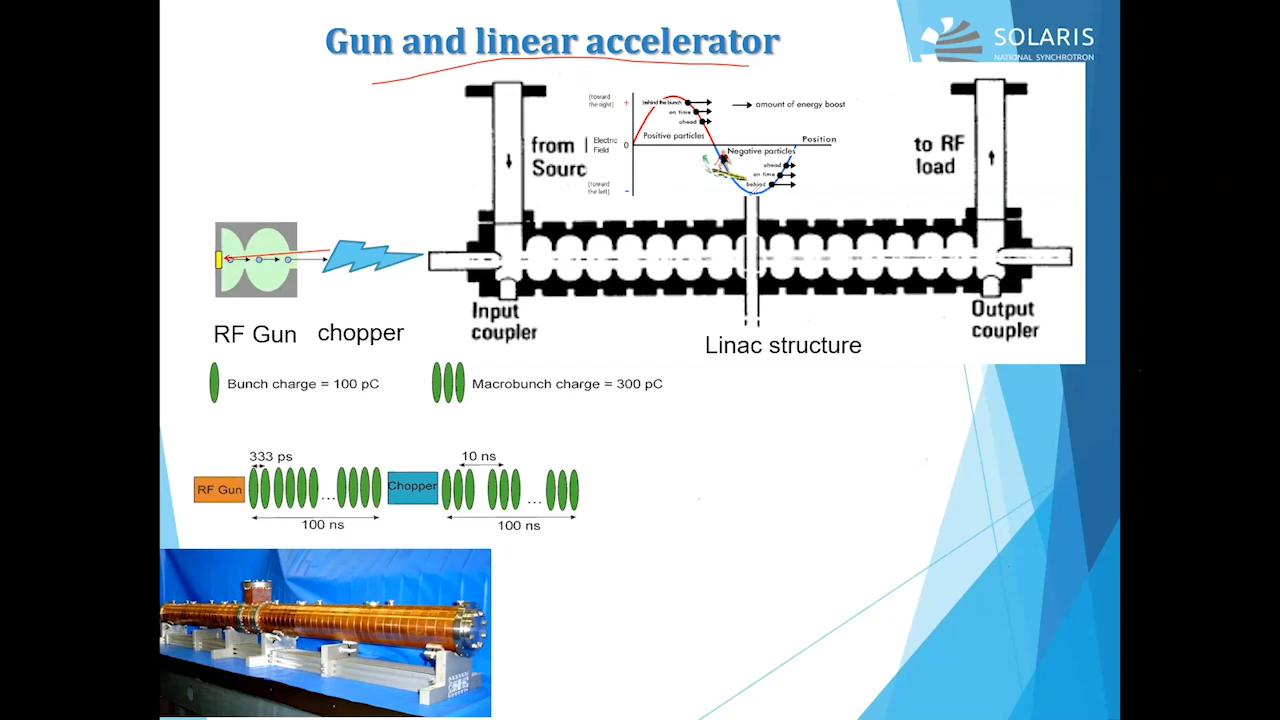 Gun and linear accelerator
SOLARIS
NATIONAL SYNCHROTRON
(toward
the right)
+
behind the bunch
on time
ahead
amount of energy boost
Positive particles
Electric
Field
0
Position
Negative particles
ahead
on time
behind
(toward
the left)
-
from
Sourc
to RF
load
Input
coupler
Output
coupler
RF Gun
chopper
Linac structure
Bunch charge = 100 pC
Macrobunch charge = 300 pC
333 ps
10 ns
RF Gun
...
Chopper
...
100 ns
100 ns